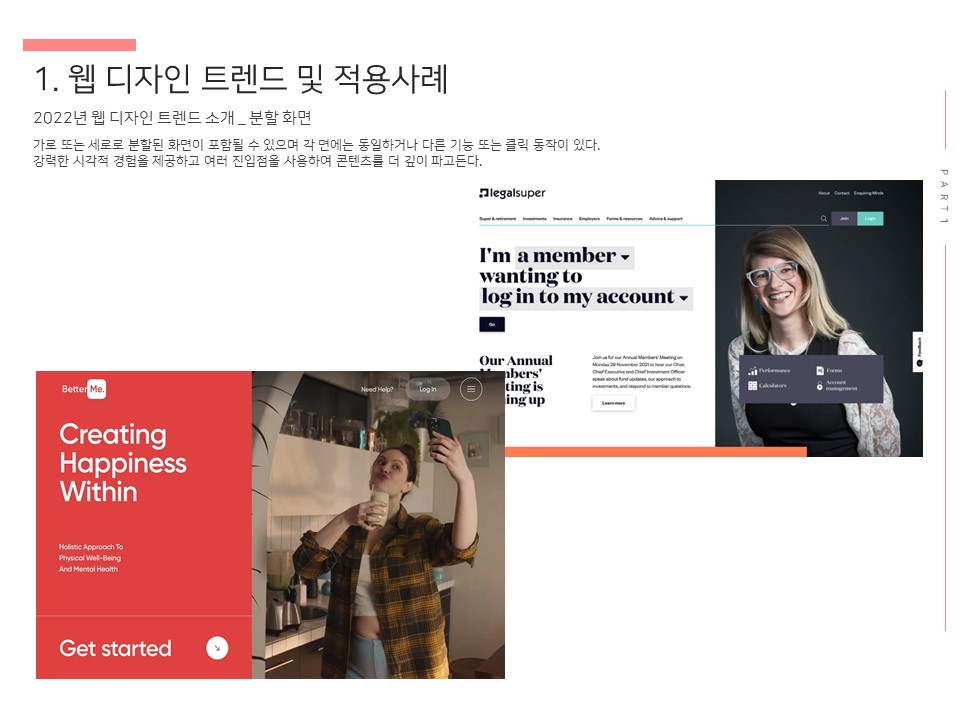 1. 웹 디자인 트렌드 및 적용사례
2022년 웹 디자인 트렌드 소개 _ 분할 화면
가로 또는 세로로 분할된 화면이 포함될 수 있으며 각 면에는 동일하거나 다른 기능 또는 클릭 동작이 있다.
강력한 시각적 경험을 제공하고 여러 진입점을 사용하여 콘텐츠를 더 깊이 파고든다.
PART1
legalsuper
About Contact Enquiring Minds
Super & retirement Investments Insurance Employers Forms & resources Advice & support
Join Login
I'm a member
wanting to
log in to my account
Go
Our Annual
mbers'
ting is
ing up
Join us for our Annual Members' Meeting on
Monday 29 November 2021 to hear our Chair,
Chief Executive and Chief Investment Officer
speak about fund updates, our approach to
investments, and respond to member questions.
Learn more
Performance Forms
Calculators Account
management
Feedback
BetterMe.
Need Help? Log In
Creating
Happiness
Within
Holistic Approach To
Physical Well-Being
And Mental Health
Get started